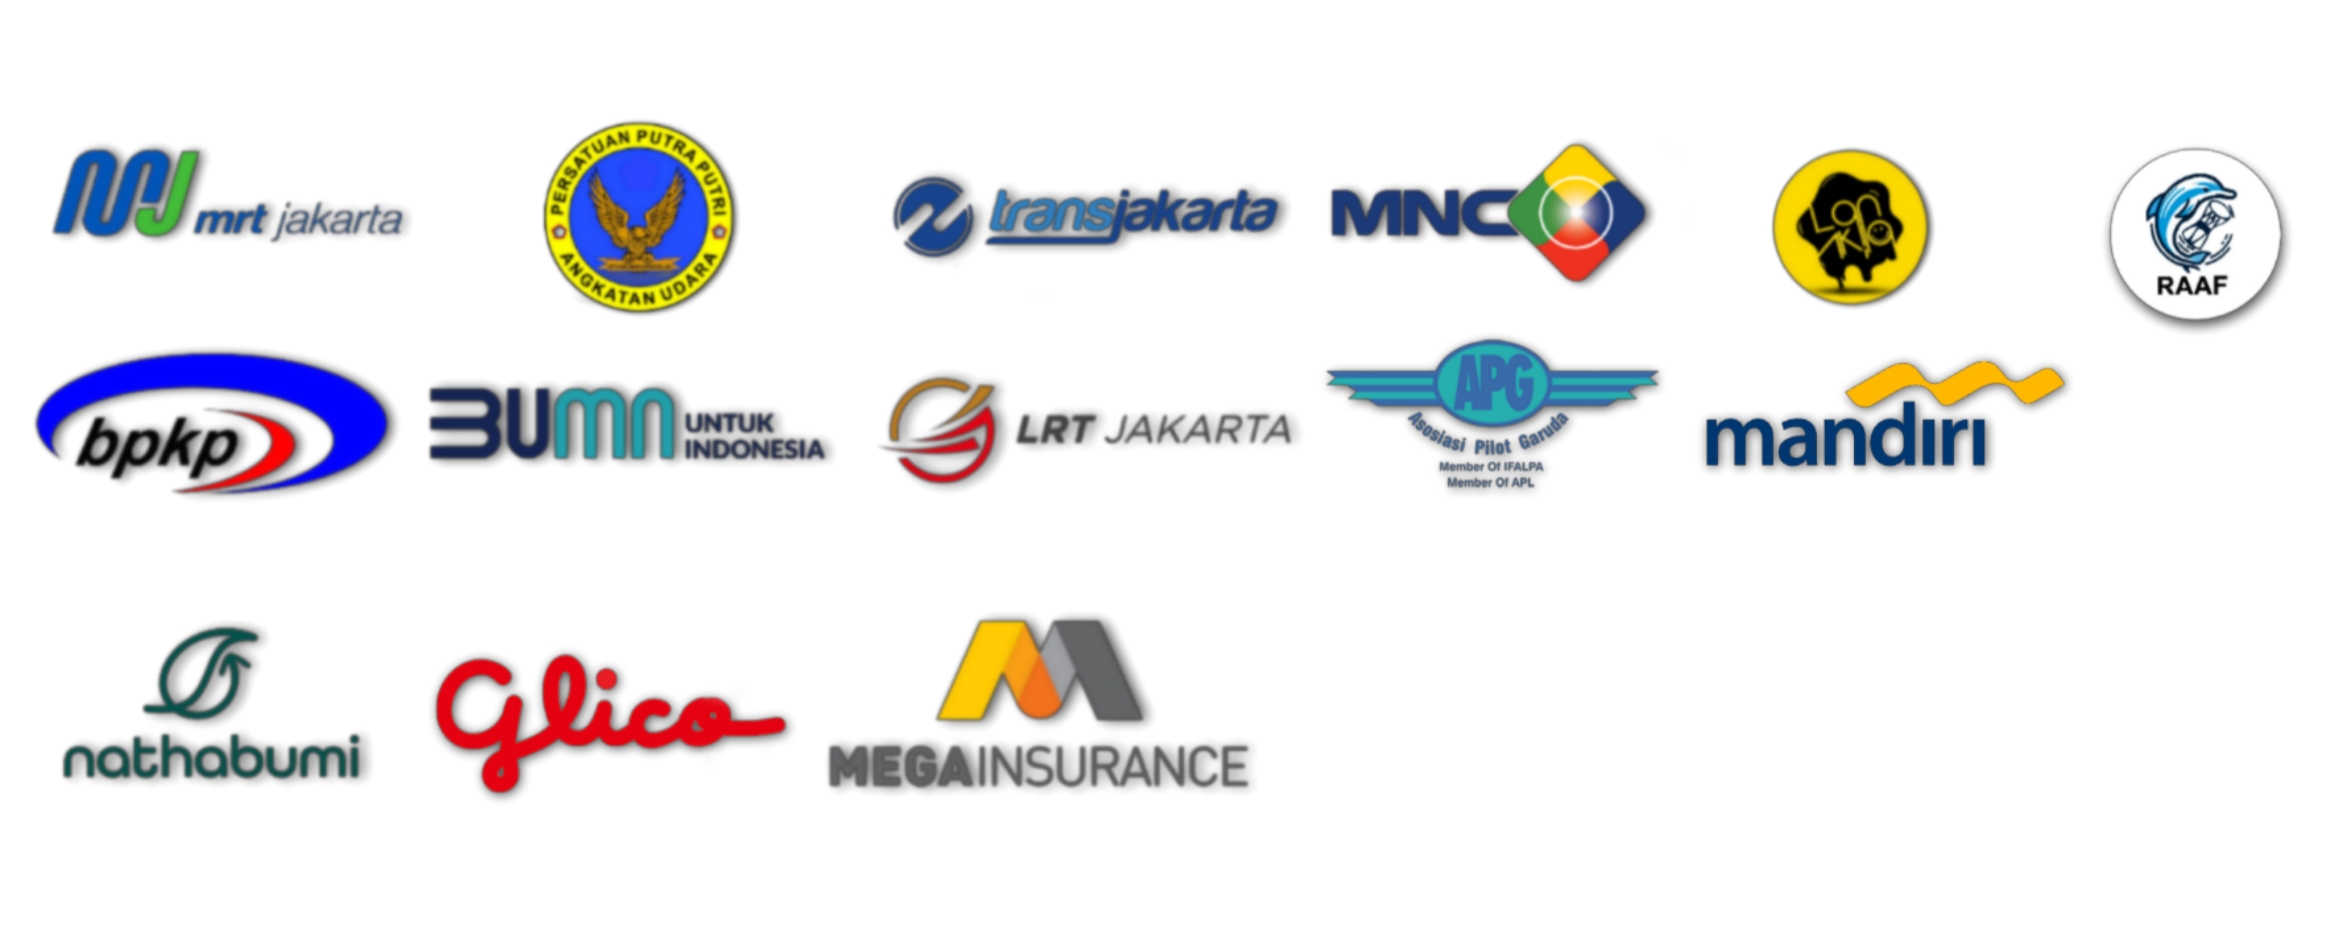 mrt jakarta
PERSATUAN PUTRA PUTRI
ANGKATAN UDARA
transjakarta
MNC
RAAF
bpkp
BUMN UNTUK
INDONESIA
LRT JAKARTA
APG
Asosiasi Pilot Garuda
Member Of IFALPA
Member Of APL
mandiri
nathabumi
Glico
MEGAINSURANCE